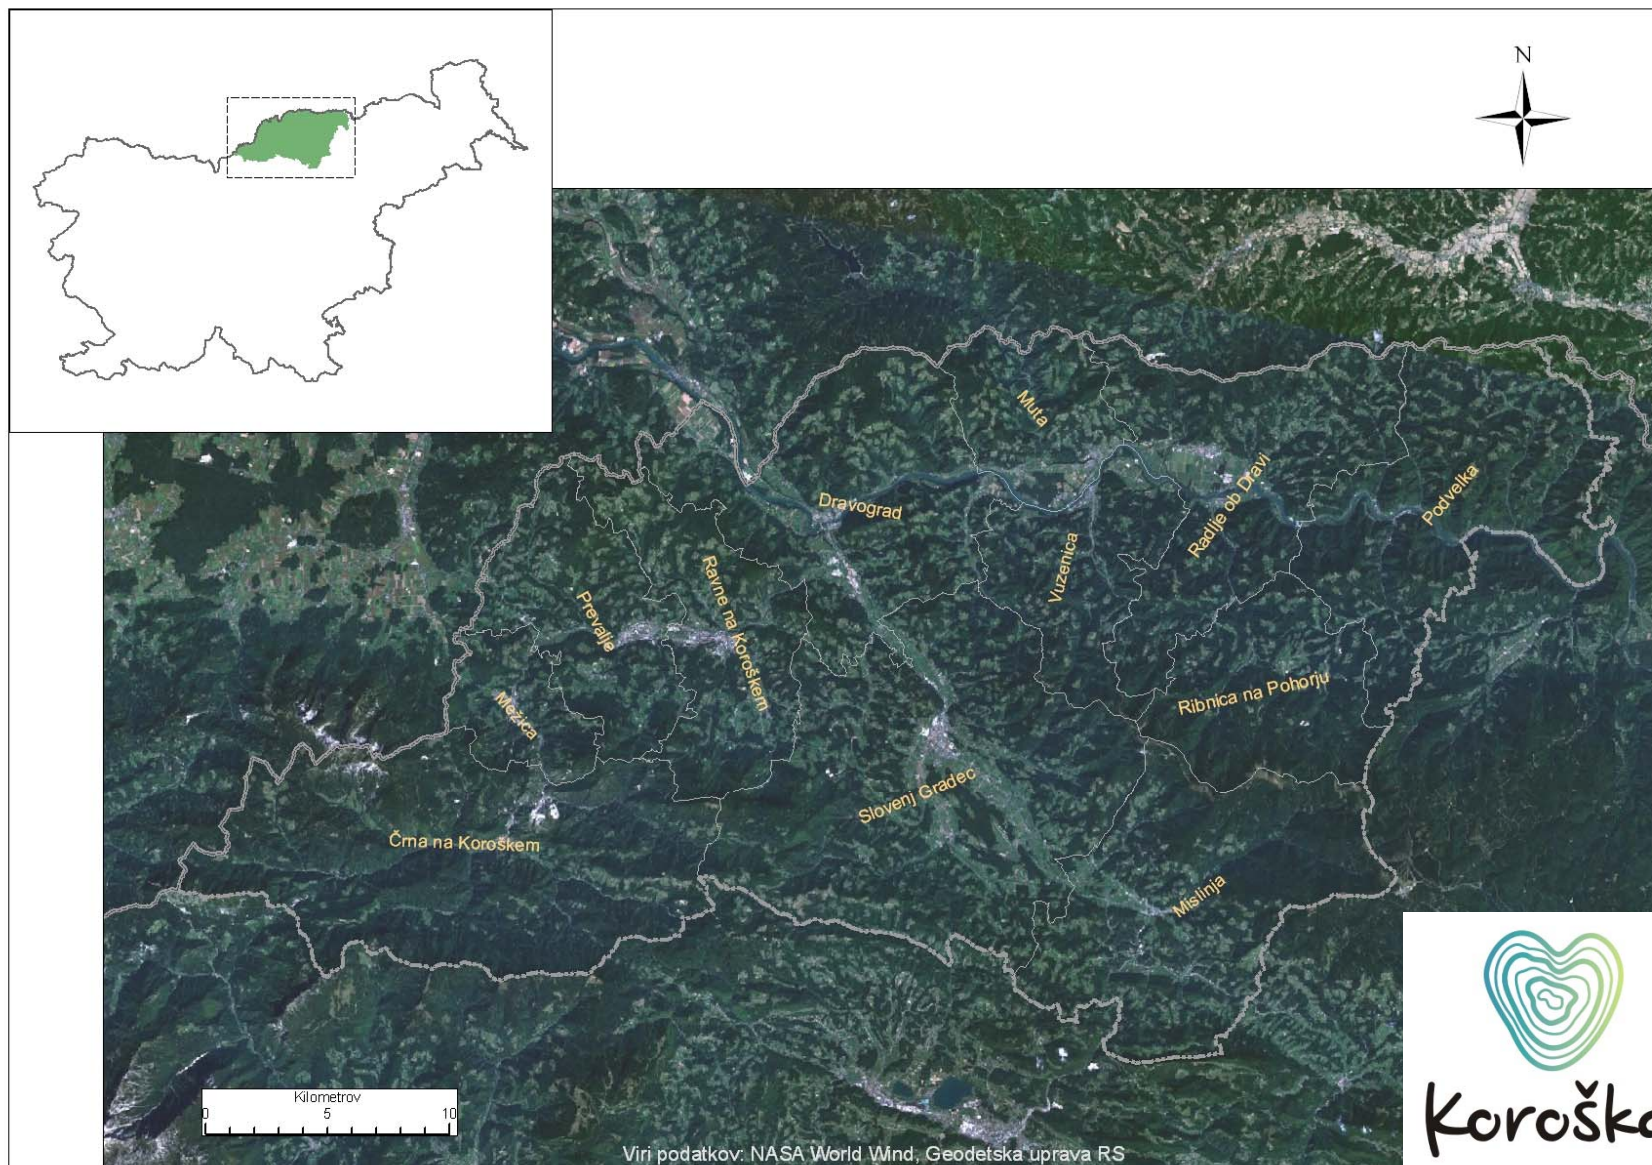 N
Muta
Dravograd
Radlje ob Dravi
Podvelka
Vuzenica
Ravne na Koroškem
Prevalje
Mežica
Ribnica na Pohorju
Slovenj Gradec
Črna na Koroškem
Mislinja
Kilometrov
0 5 10
Koroška
Viri podatkov: NASA World Wind, Geodetska uprava RS